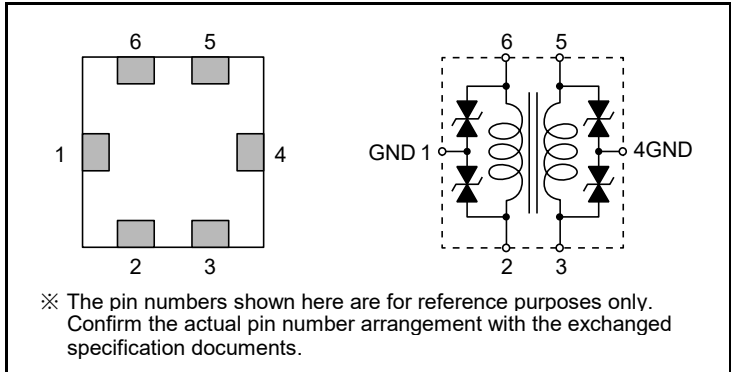 6 5
6 5
1
4
GND 1
4GND
2 3
2 3
※ The pin numbers shown here are for reference purposes only.
Confirm the actual pin number arrangement with the exchanged
specification documents.